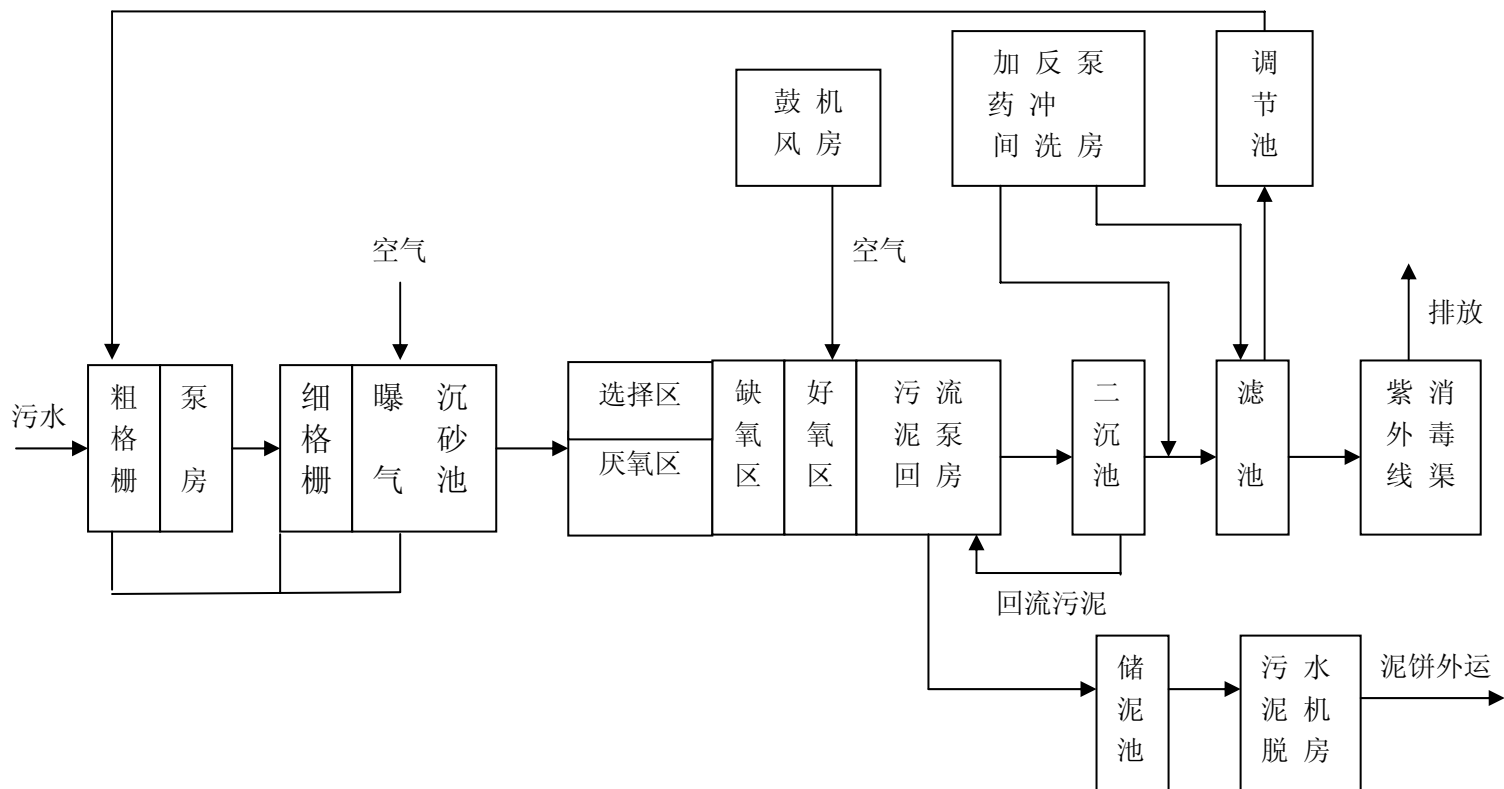 加 反 泵
药 冲
间 洗 房
调
节
池
鼓 机
风 房
空气
空气
排放
污水
粗
格
栅
泵
房
细
格
栅
曝 沉
砂
气 池
选择区
厌氧区
缺
氧
区
好
氧
区
污 流
泥 泵
回 房
二
沉
池
滤
池
紫 消
外 毒
线 渠
回流污泥
储
泥
池
污 水
泥 机
脱 房
泥饼外运